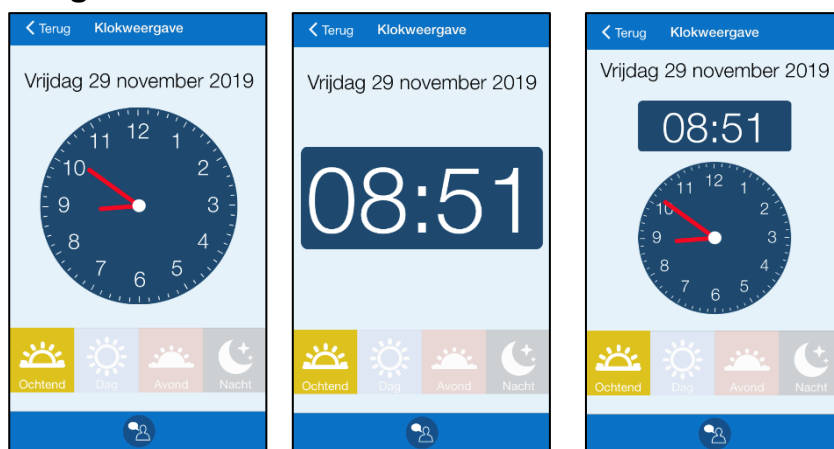 Terug Klokweergave
Vrijdag 29 november 2019
12
11 1
10 2
9 3
8 4
7 5
6
Ochtend Dag Avond Nacht
Terug Klokweergave
Vrijdag 29 november 2019
08:51
Ochtend Dag Avond Nacht
Terug Klokweergave
Vrijdag 29 november 2019
08:51
12
11 1
10 2
9 3
8 4
7 5
6
Ochtend Dag Avond Nacht